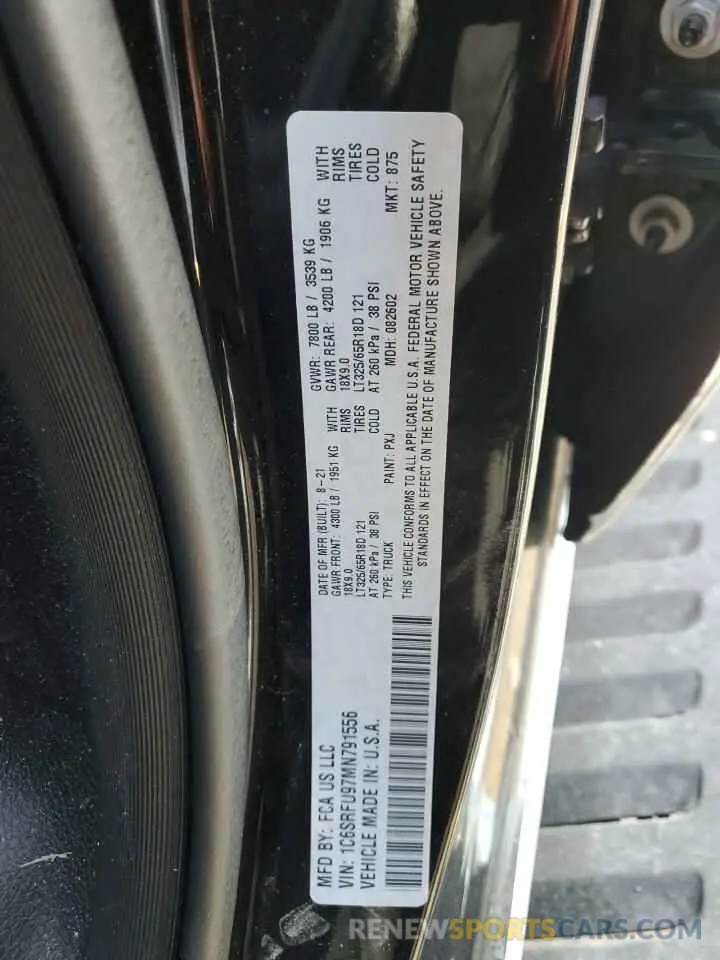 MFD BY: FCA US LLC
VIN: 1C6SRFU97MN791556
VEHICLE MADE IN: U.S.A.
DATE OF MFR (BUILT): 8-21 GVWR: 7800 LB / 3539 KG
GAWR FRONT: 4300 LB / 1951 KG WITH GAWR REAR: 4200 LB / 1906 KG WITH
18X9.0 RIMS 18X9.0 RIMS
LT325/65R18D 121 TIRES LT325/65R18D 121 TIRES
AT 260 kPa / 38 PSI COLD AT 260 kPa / 38 PSI COLD
TYPE: TRUCK PAINT: PXJ MDH: 082602 MKT: 875
THIS VEHICLE CONFORMS TO ALL APPLICABLE U.S.A. FEDERAL MOTOR VEHICLE SAFETY
STANDARDS IN EFFECT ON THE DATE OF MANUFACTURE SHOWN ABOVE.
RENEWSPORTSCARS.COM